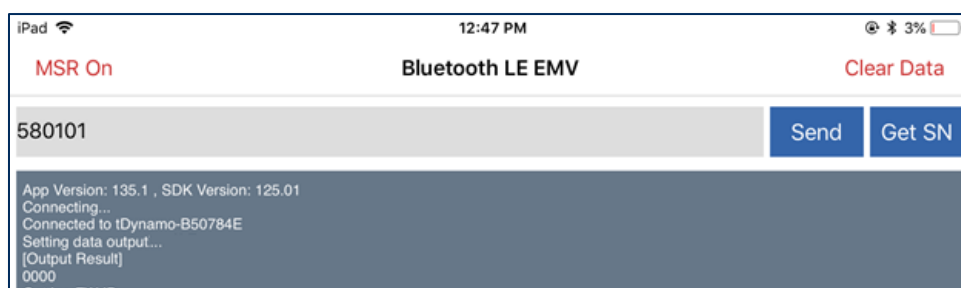 iPad 12:47 PM 3%
MSR On Bluetooth LE EMV Clear Data
580101 Send Get SN
App Version: 135.1 , SDK Version: 125.01
Connecting...
Connected to tDynamo-B50784E
Setting data output...
[Output Result]
0000